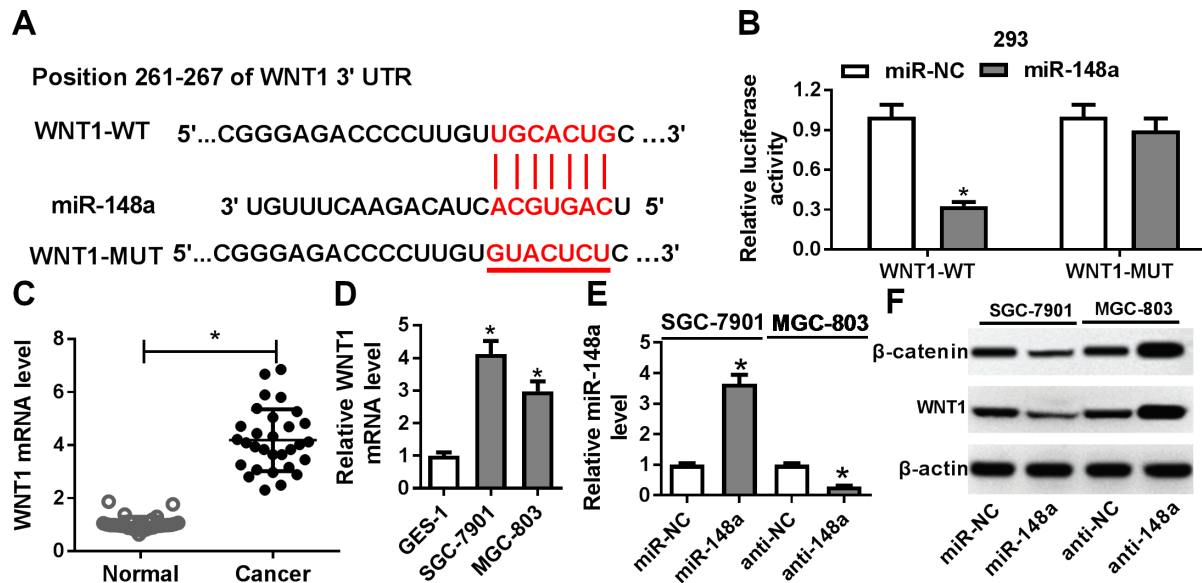 A
Position 261-267 of WNT1 3' UTR
WNT1-WT 5'...CGGGAGACCCCUUGUUGCACUGC ...3'
miR-148a 3' UGUUUCAAGACAUCACGUGACU 5'
WNT1-MUT 5'...CGGGAGACCCCUUGUGUACUCUC ...3'
B
293
miR-NC miR-148a
Relative luciferase
activity
1.2
0.9
0.6
0.3
0.0
*
WNT1-WT WNT1-MUT
C
WNT1 mRNA level
8
6
4
2
0
*
Normal Cancer
D
Relative WNT1
mRNA level
5
4
3
2
1
0
*
*
GES-1
SGC-7901
MGC-803
E
SGC-7901 MGC-803
Relative miR-148a
level
5
4
3
2
1
0
*
*
miR-NC
miR-148a
anti-NC
anti-148a
F
SGC-7901 MGC-803
β-catenin
WNT1
β-actin
miR-NC
miR-148a
anti-NC
anti-148a